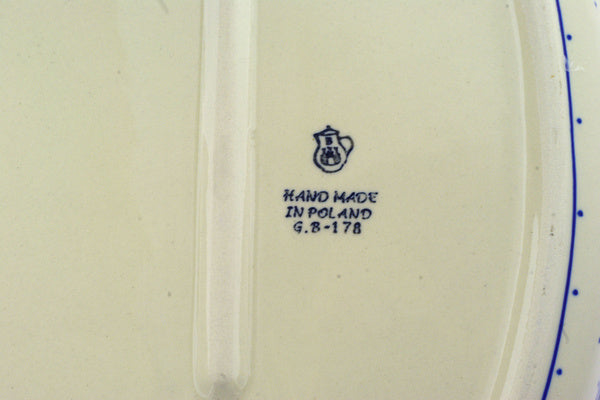 B
HAND MADE
IN POLAND
G.B-178